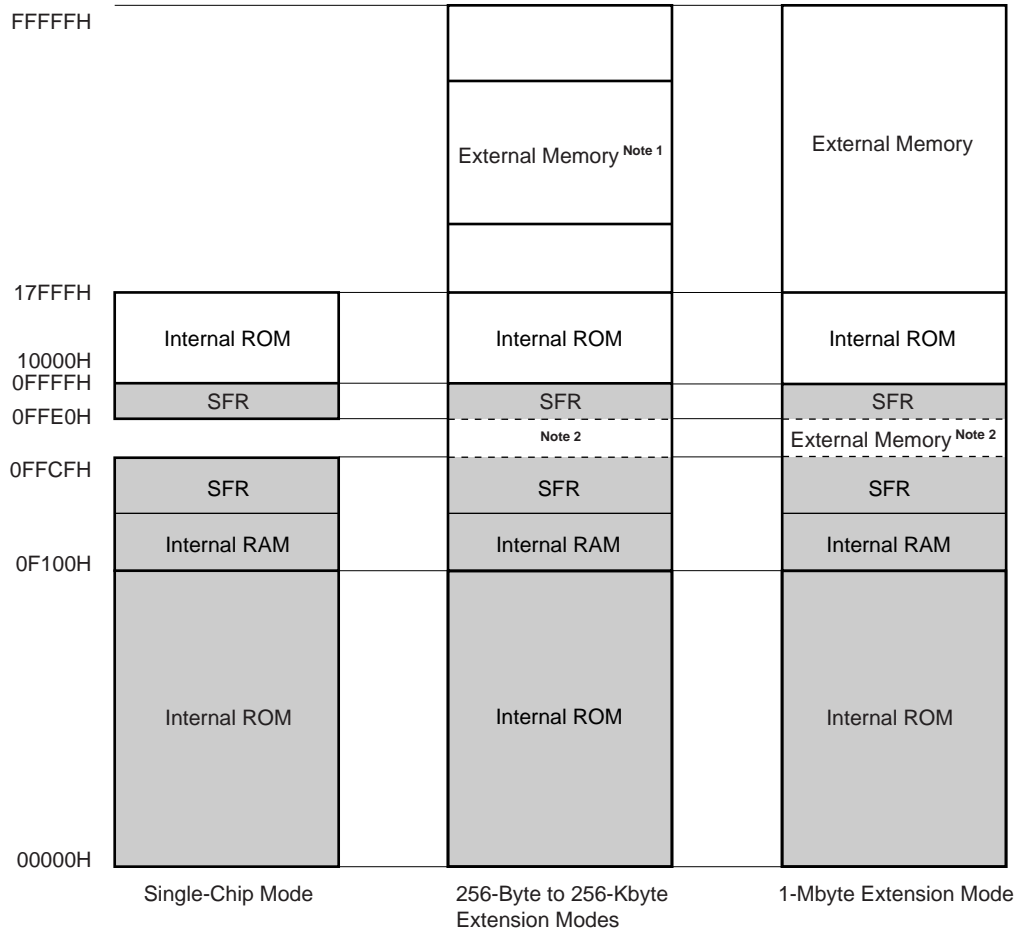 FFFFFH
External Memory Note 1
External Memory
17FFFH
Internal ROM
Internal ROM
Internal ROM
10000H
0FFFFH
SFR
SFR
SFR
0FFE0H
Note 2
External Memory Note 2
0FFCFH
SFR
SFR
SFR
Internal RAM
Internal RAM
Internal RAM
0F100H
Internal ROM
Internal ROM
Internal ROM
00000H
Single-Chip Mode
256-Byte to 256-Kbyte
Extension Modes
1-Mbyte Extension Mode